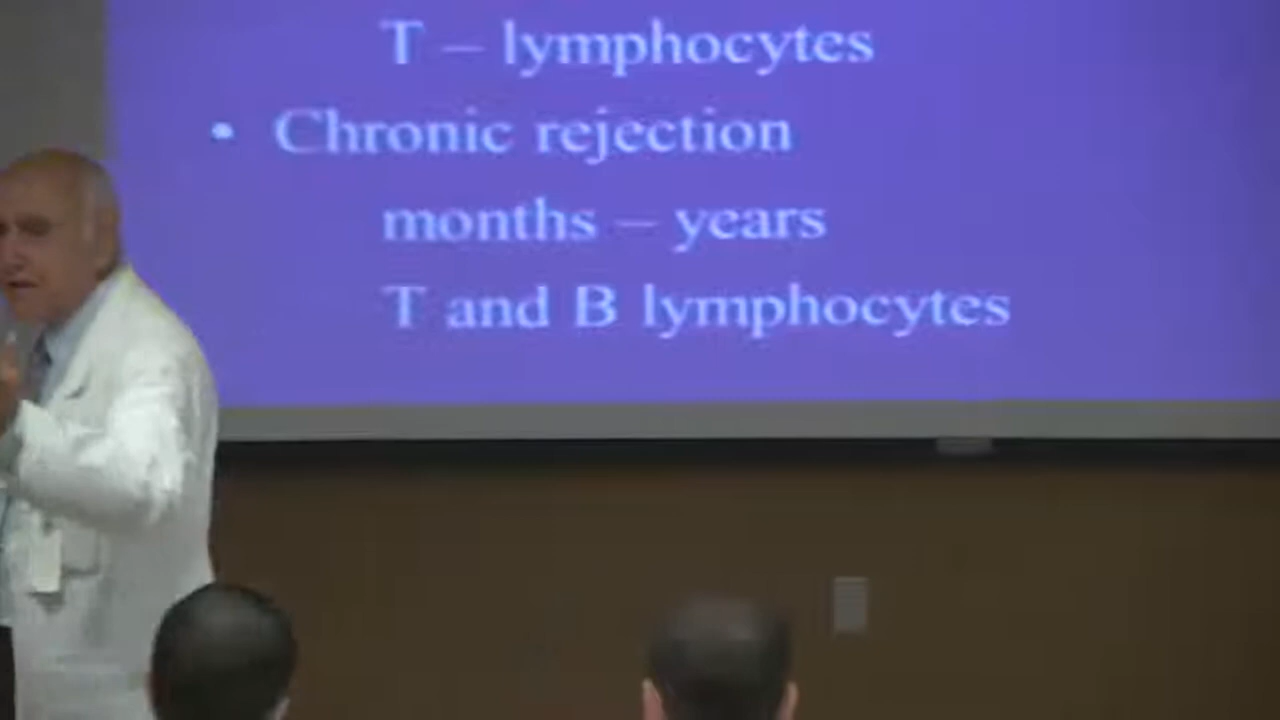 T – lymphocytes
• Chronic rejection
months – years
T and B lymphocytes